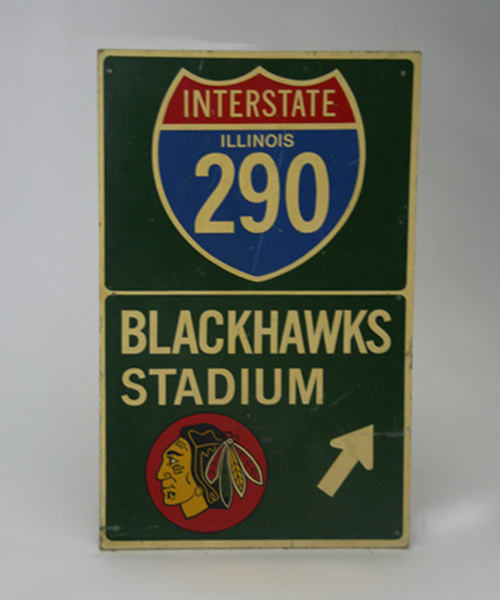 INTERSTATE
ILLINOIS
290
BLACKHAWKS
STADIUM